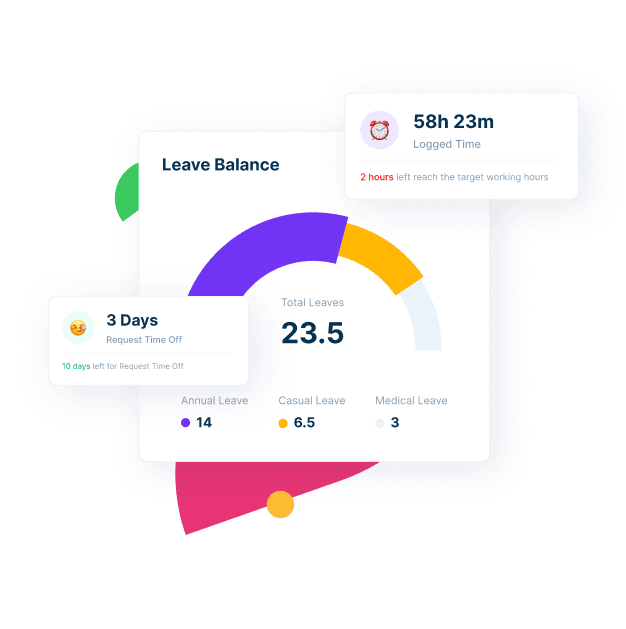 58h 23m
Logged Time
2 hours left reach the target working hours
Leave Balance
Total Leaves
23.5
3 Days
Request Time Off
10 days left for Request Time Off
Annual Leave Casual Leave Medical Leave
14 6.5 3